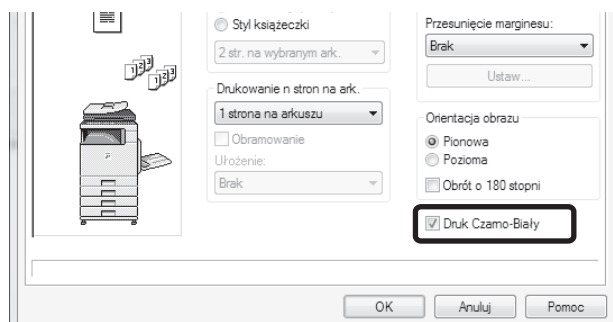 Styl książeczki
2 str. na wybranym ark.
Drukowanie n stron na ark.
1 strona na arkuszu
Obramowanie
Ułożenie:
Brak
Przesunięcie marginesu:
Brak
Ustaw...
Orientacja obrazu
Pionowa
Pozioma
Obrót o 180 stopni
Druk Czarno-Biały
OK
Anuluj
Pomoc